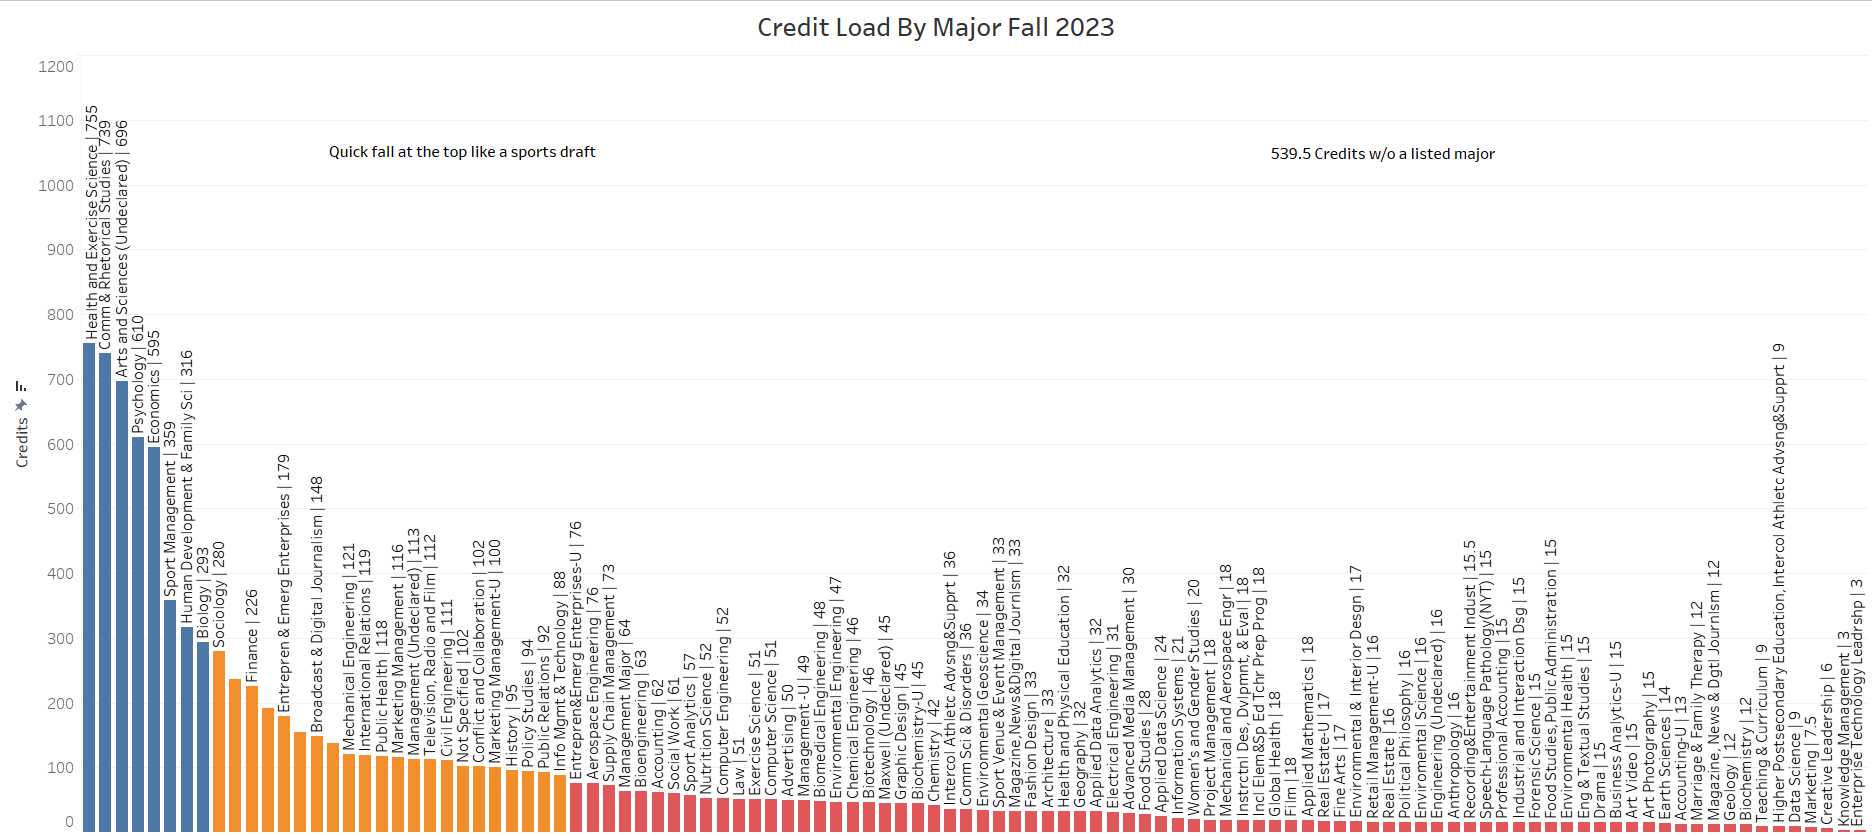 Credit Load By Major Fall 2023
1200
1100
1000
900
800
700
600
500
400
300
200
100
0
Credits
Quick fall at the top like a sports draft
539.5 Credits w/o a listed major
Health and Exercise Science | 755
Comm & Rhetorical Studies | 739
Arts and Sciences (Undeclared) | 696
Psychology | 610
Economics | 595
Sport Management | 359
Human Development & Family Sci | 316
Biology | 293
Sociology | 280
Finance | 226
Entrepren & Emerg Enterprises | 179
Broadcast & Digital Journalism | 148
Mechanical Engineering | 121
International Relations | 119
Public Health | 118
Marketing Management | 116
Management (Undeclared) | 113
Television, Radio and Film | 112
Civil Engineering | 111
Not Specified | 102
Conflict and Collaboration | 102
Marketing Management-U | 100
History | 95
Policy Studies | 94
Public Relations | 92
Info Mgmt & Technology | 88
Entrepren&Emerg Enterprises-U | 76
Aerospace Engineering | 76
Supply Chain Management | 73
Management Major | 64
Bioengineering | 63
Accounting | 62
Social Work | 61
Sport Analytics | 57
Nutrition Science | 52
Computer Engineering | 52
Law | 51
Exercise Science | 51
Computer Science | 51
Advertising | 50
Management -U | 49
Biomedical Engineering | 48
Environmental Engineering | 47
Chemical Engineering | 46
Biotechnology | 46
Maxwell (Undeclared) | 45
Graphic Design | 45
Biochemistry-U | 45
Chemistry | 42
Intercol Athletc Advsng&Supprt | 36
Comm Sci & Disorders | 36
Environmental Geoscience | 34
Sport Venue & Event Management | 33
Magazine,News&Digital Journlsm | 33
Fashion Design | 33
Architecture | 33
Health and Physical Education | 32
Geography | 32
Applied Data Analytics | 32
Electrical Engineering | 31
Advanced Media Management | 30
Food Studies | 28
Applied Data Science | 24
Information Systems | 21
Women's and Gender Studies | 20
Project Management | 18
Mechanical and Aerospace Engr | 18
Instrctnl Des, Dvlpmnt, & Eval | 18
Incl Elem&Sp Ed Tchr Prep Prog | 18
Global Health | 18
Film | 18
Applied Mathematics | 18
Real Estate-U | 17
Fine Arts | 17
Environmental & Interior Desgn | 17
Retail Management-U | 16
Real Estate | 16
Political Philosophy | 16
Enviromental Science | 16
Engineering (Undeclared) | 16
Anthropology | 16
Recording&Entertainment Indust | 15.5
Speech-Language Pathology(NYT) | 15
Professional Accounting | 15
Industrial and Interaction Dsg | 15
Forensic Science | 15
Food Studies,Public Administration | 15
Environmental Health | 15
Eng & Textual Studies | 15
Drama | 15
Business Analytics-U | 15
Art Video | 15
Art Photography | 15
Earth Sciences | 14
Accounting-U | 13
Marriage & Family Therapy | 12
Magazine, News & Dgtl Journlsm | 12
Geology | 12
Biochemistry | 12
Teaching & Curriculum | 9
Higher Postsecondary Education,Intercol Athletc Advsng&Supprt | 9
Data Science | 9
Marketing | 7.5
Creative Leadership | 6
Knowledge Management | 3
Enterprise Technology Leadrshp | 3